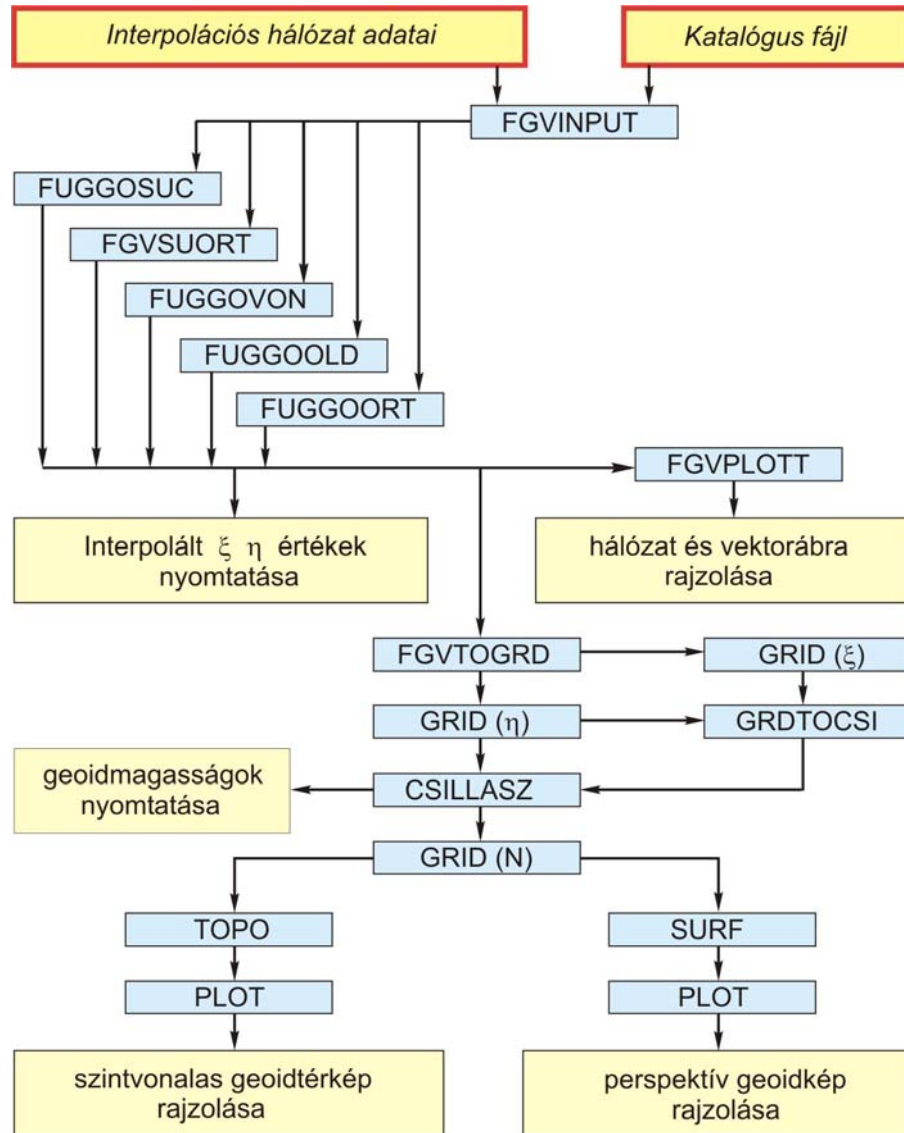 Interpolációs hálózat adatai
Katalógus fájl
FGVINPUT
FUGGOSUC
FGVSUORT
FUGGOVON
FUGGOOLD
FUGGOORT
FGVPLOTT
Interpolált ξ η értékek
nyomtatása
hálózat és vektorábra
rajzolása
FGVTOGRD
GRID (ξ)
GRID (η)
GRDTOCSI
geoidmagasságok
nyomtatása
CSILLASZ
GRID (N)
TOPO
SURF
PLOT
PLOT
szintvonalas geoidtérkép
rajzolása
perspektív geoidkép
rajzolása